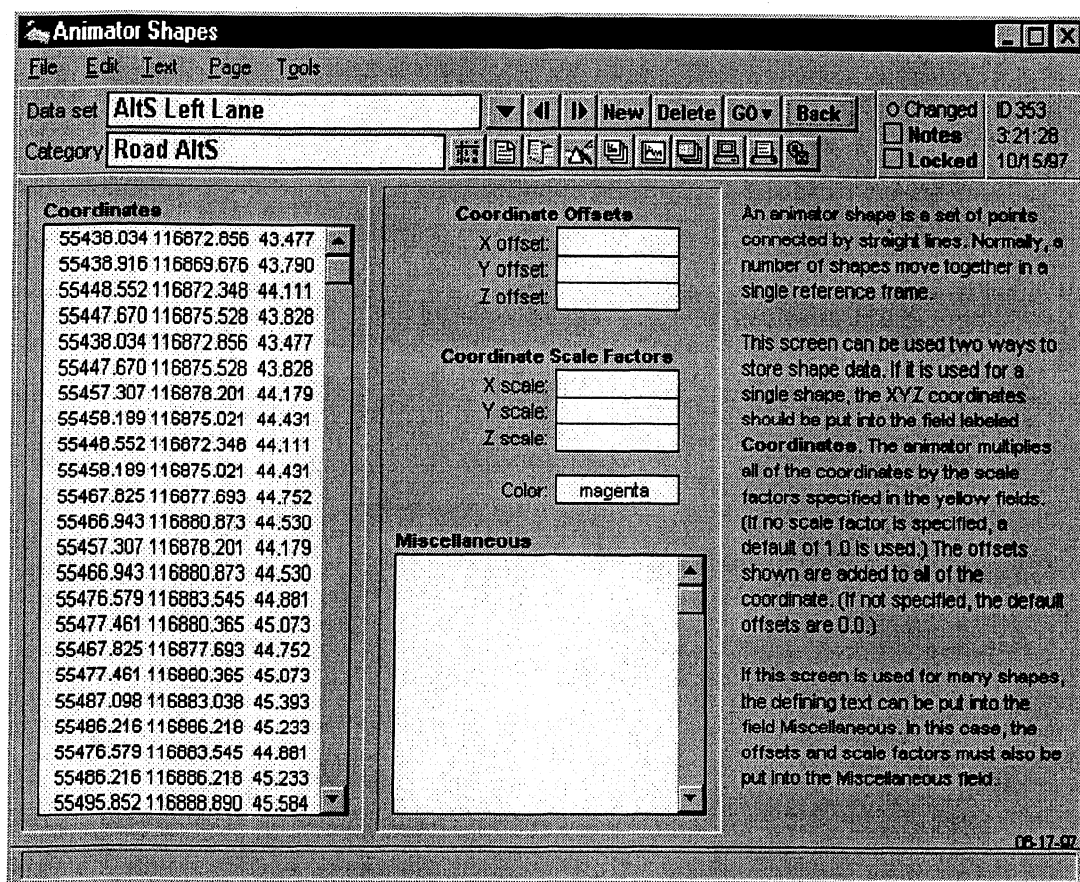 Animator Shapes
File Edit Text Page Tools
Data set AltS Left Lane New Delete GO Back
Category Road AltS
Changed
Notes
Locked
ID 353
3:21:28
10/15/97
Coordinates
55438.034 116872.856 43.477
55438.916 116869.676 43.790
55448.552 116872.348 44.111
55447.670 116875.528 43.828
55438.034 116872.856 43.477
55447.670 116875.528 43.828
55457.307 116878.201 44.179
55458.189 116875.021 44.431
55448.552 116872.348 44.111
55458.189 116875.021 44.431
55467.825 116877.693 44.752
55466.943 116880.873 44.530
55457.307 116878.201 44.179
55466.943 116880.873 44.530
55476.579 116883.545 44.881
55477.461 116880.365 45.073
55467.825 116877.693 44.752
55477.461 116880.365 45.073
55487.098 116883.038 45.393
55486.216 116886.218 45.233
55476.579 116883.545 44.881
55486.216 116886.218 45.233
55495.852 116888.890 45.584
Coordinate Offsets
X offset:
Y offset:
Z offset:
Coordinate Scale Factors
X scale:
Y scale:
Z scale:
Color: magenta
Miscellaneous
An animator shape is a set of points
connected by straight lines. Normally, a
number of shapes move together in a
single reference frame.
This screen can be used two ways to
store shape data. If it is used for a
single shape, the XYZ coordinates
should be put into the field labeled
Coordinates. The animator multiplies
all of the coordinates by the scale
factors specified in the yellow fields.
(If no scale factor is specified, a
default of 1.0 is used.) The offsets
shown are added to all of the
coordinate. (If not specified, the default
offsets are 0.0.)
If this screen is used for many shapes,
the defining text can be put into the
field Miscellaneous. In this case, the
offsets and scale factors must also be
put into the Miscellaneous field.
06-17-97